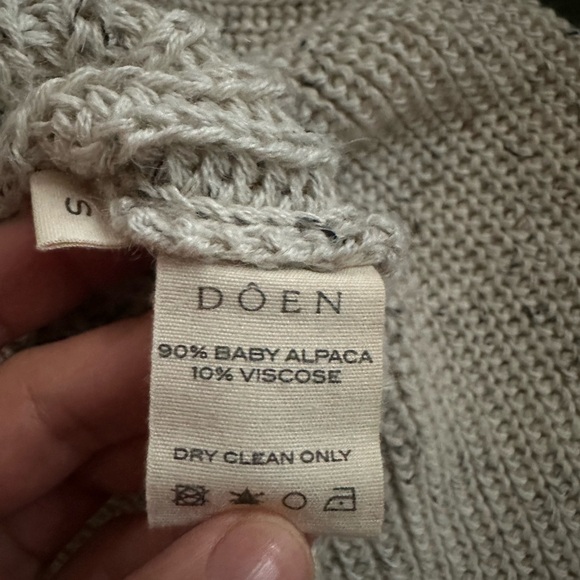 S
DÔEN
90% BABY ALPACA
10% VISCOSE
DRY CLEAN ONLY